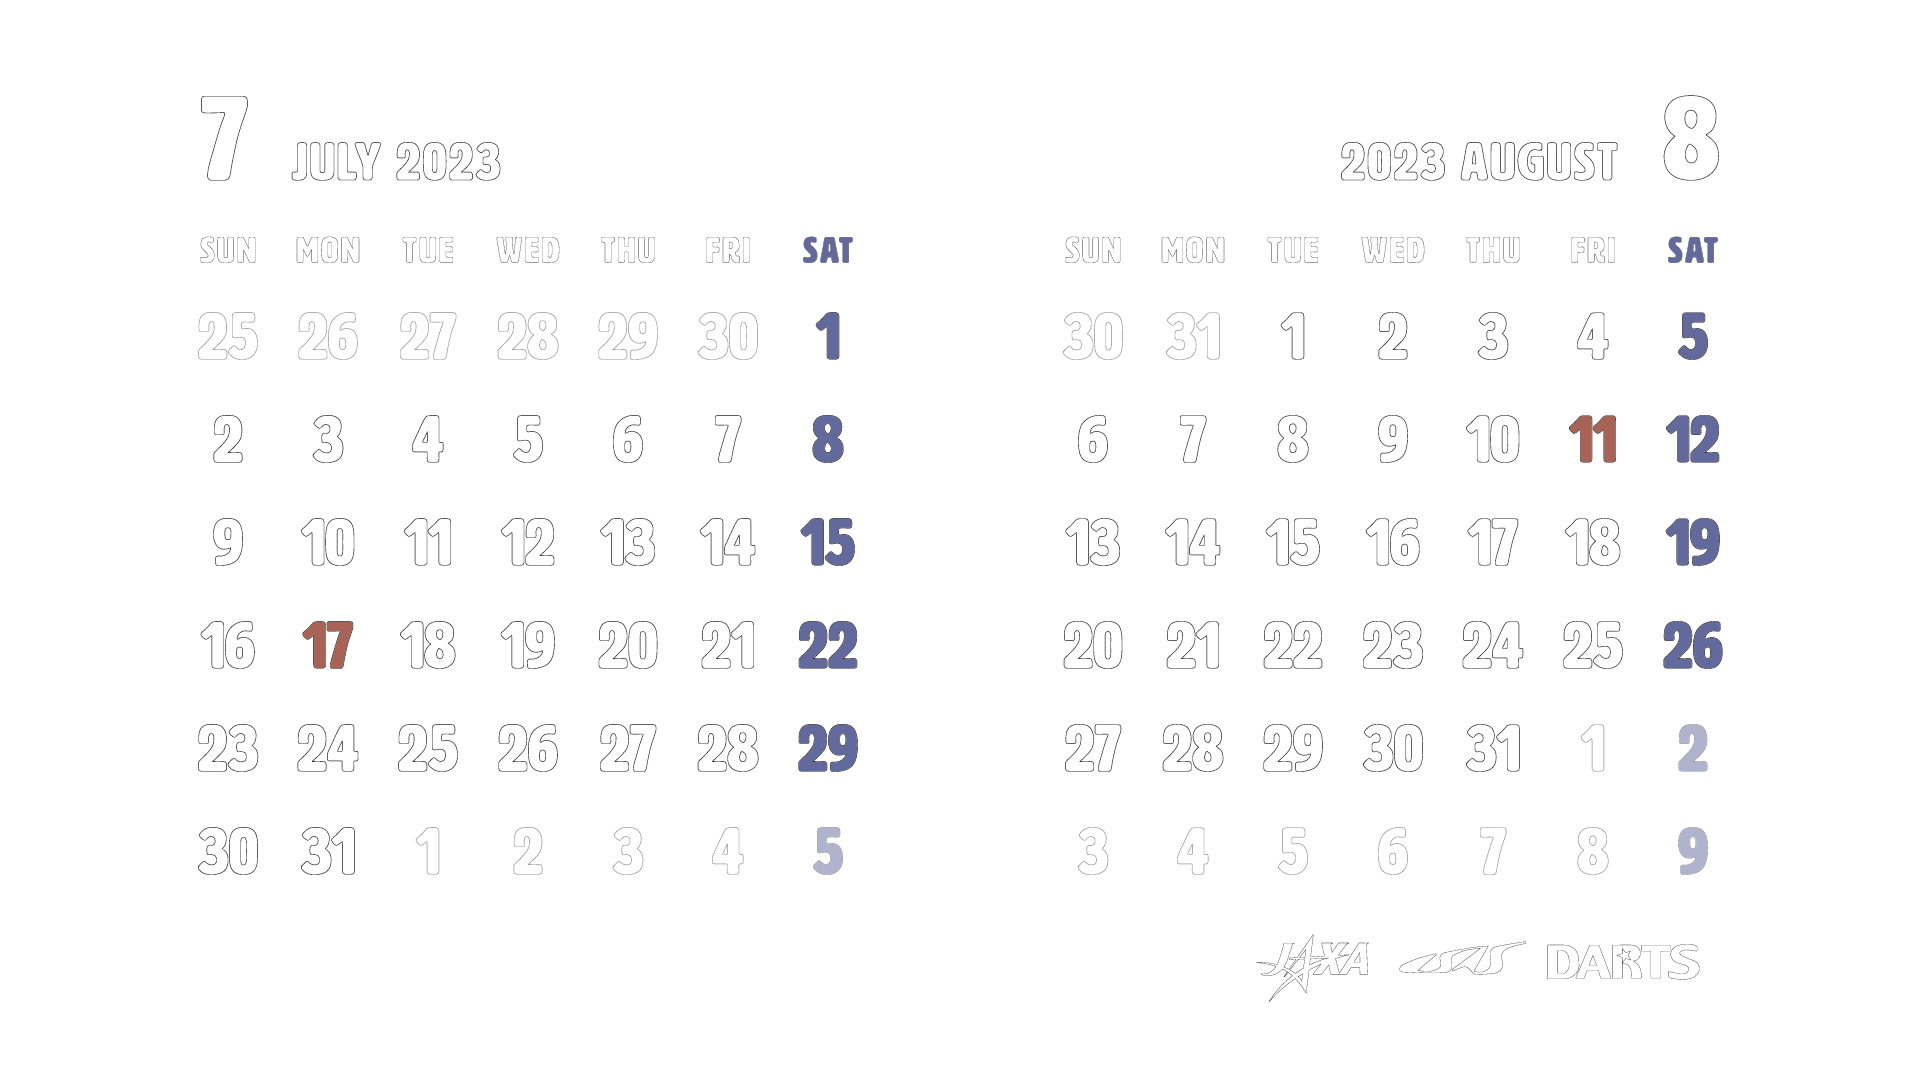 7 JULY 2023
SUN MON TUE WED THU FRI SAT
25 26 27 28 29 30 1
2 3 4 5 6 7 8
9 10 11 12 13 14 15
16 17 18 19 20 21 22
23 24 25 26 27 28 29
30 31 1 2 3 4 5
2023 AUGUST 8
SUN MON TUE WED THU FRI SAT
30 31 1 2 3 4 5
6 7 8 9 10 11 12
13 14 15 16 17 18 19
20 21 22 23 24 25 26
27 28 29 30 31 1 2
3 4 5 6 7 8 9
JAXA ISAS DARTS